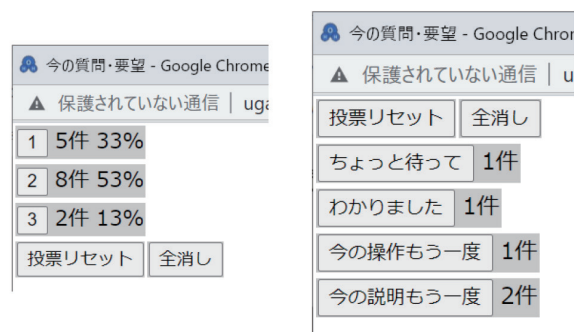 今の質問・要望 - Google Chrome
保護されていない通信 | uga
1 5件 33%
2 8件 53%
3 2件 13%
投票リセット 全消し
今の質問・要望 - Google Chron
保護されていない通信 | u
投票リセット 全消し
ちょっと待って 1件
わかりました 1件
今の操作もう一度 1件
今の説明もう一度 2件